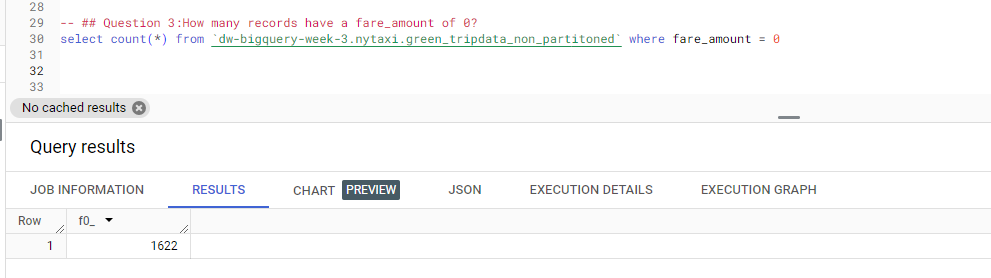 28
29 -- ## Question 3:How many records have a fare_amount of 0?
30 select count(*) from `dw-bigquery-week-3.nytaxi.green_tripdata_non_partitoned` where fare_amount = 0
31
32
33
No cached results
Query results
JOB INFORMATION RESULTS CHART PREVIEW JSON EXECUTION DETAILS EXECUTION GRAPH
Row f0_
1 1622